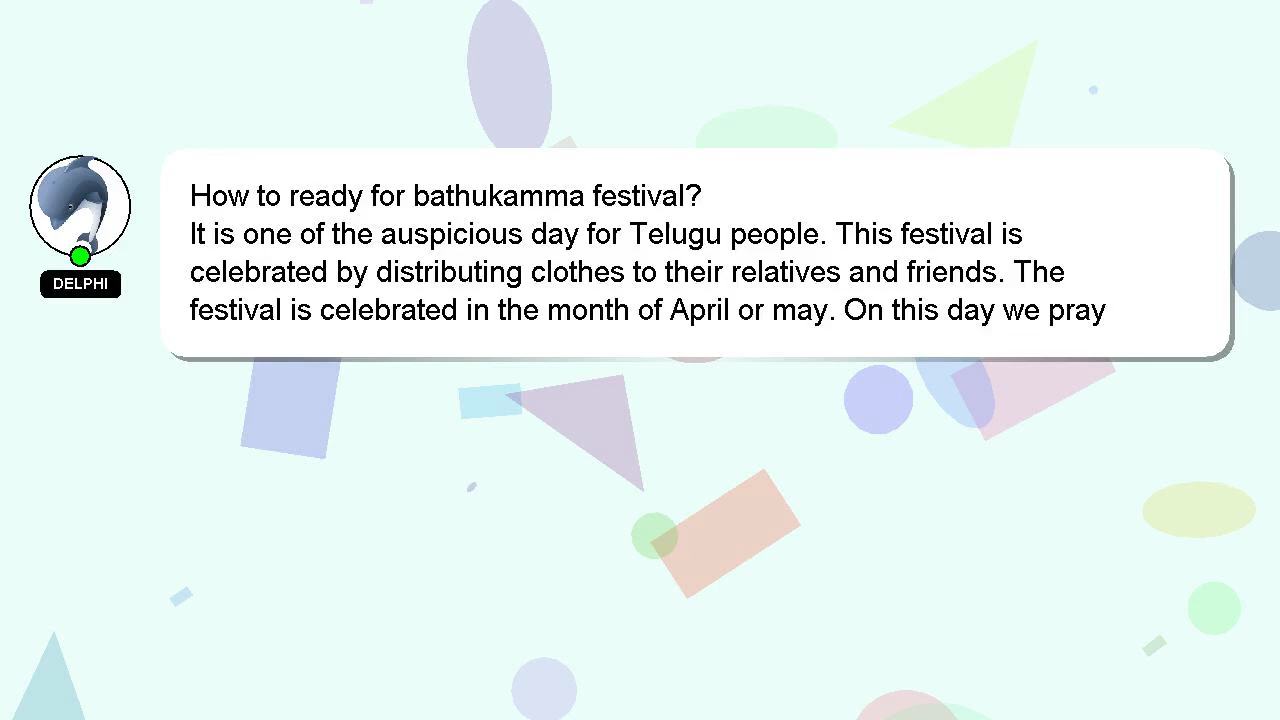 How to ready for bathukamma festival?
It is one of the auspicious day for Telugu people. This festival is
celebrated by distributing clothes to their relatives and friends. The
festival is celebrated in the month of April or may. On this day we pray
DELPHI